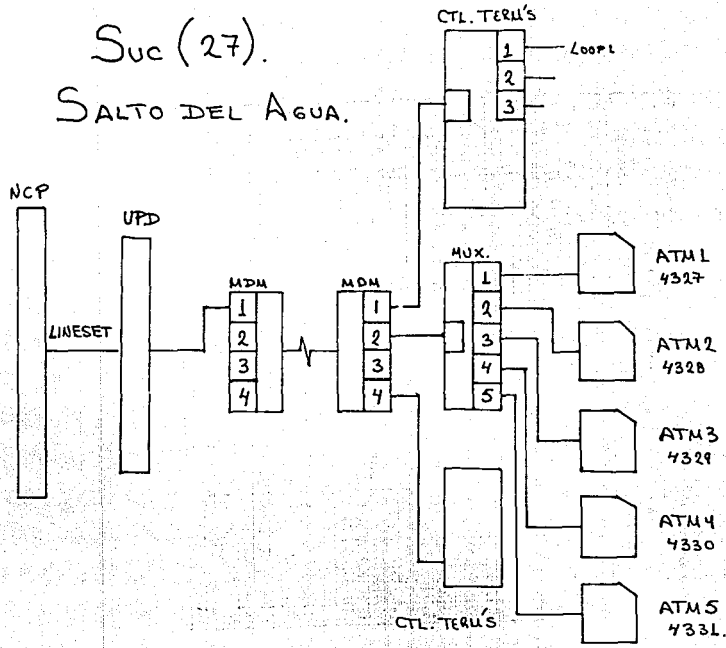 Suc (27).
SALTO DEL AGUA.
CTL. TERM'S
1
LOOP1
2
3
NCP
UPD
LINESET
MDM
1
2
3
4
MDM
1
2
3
4
MUX.
1
2
3
4
5
ATM1
4327
ATM2
4328
ATM3
4329
ATM4
4330
ATM5
4331.
CTL. TERM'S